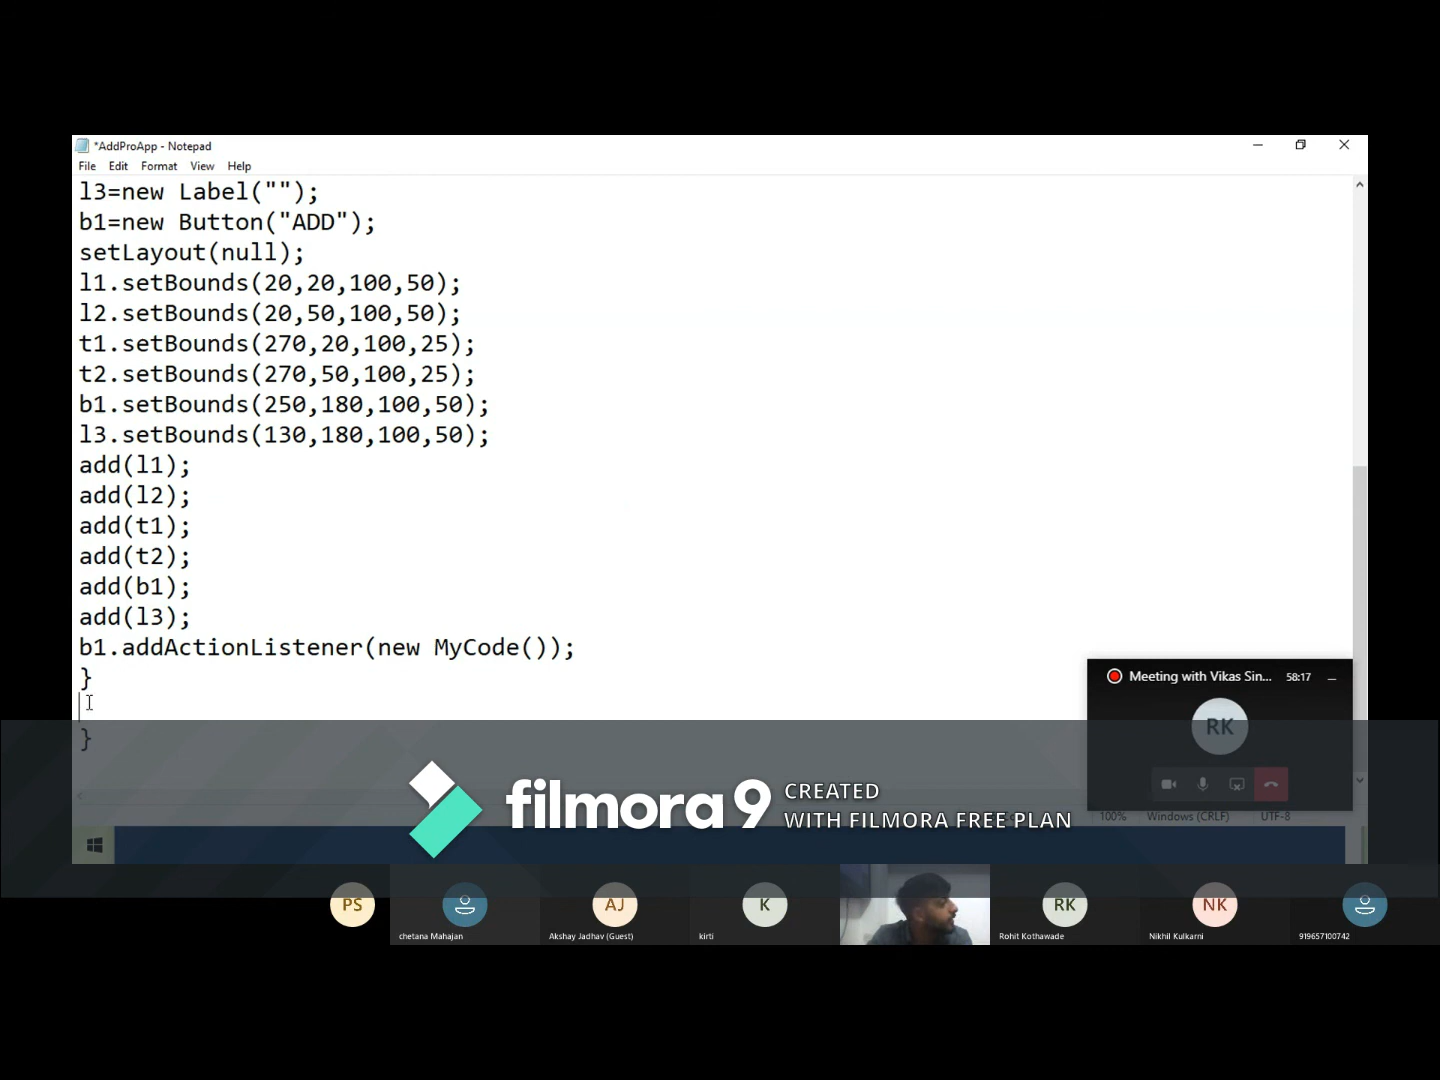 *AddProApp - Notepad
File Edit Format View Help
l3=new Label("");
b1=new Button("ADD");
setLayout(null);
l1.setBounds(20,20,100,50);
l2.setBounds(20,50,100,50);
t1.setBounds(270,20,100,25);
t2.setBounds(270,50,100,25);
b1.setBounds(250,180,100,50);
l3.setBounds(130,180,100,50);
add(l1);
add(l2);
add(t1);
add(t2);
add(b1);
add(l3);
b1.addActionListener(new MyCode());
}
}
Meeting with Vikas Sin... 58:17
RK
filmora9 CREATED
WITH FILMORA FREE PLAN
100% Windows (CRLF) UTF-8
PS AJ K RK NK
chetana Mahajan Akshay Jadhav (Guest) kirti Rohit Kothawade Nikhil Kulkarni 919657100742